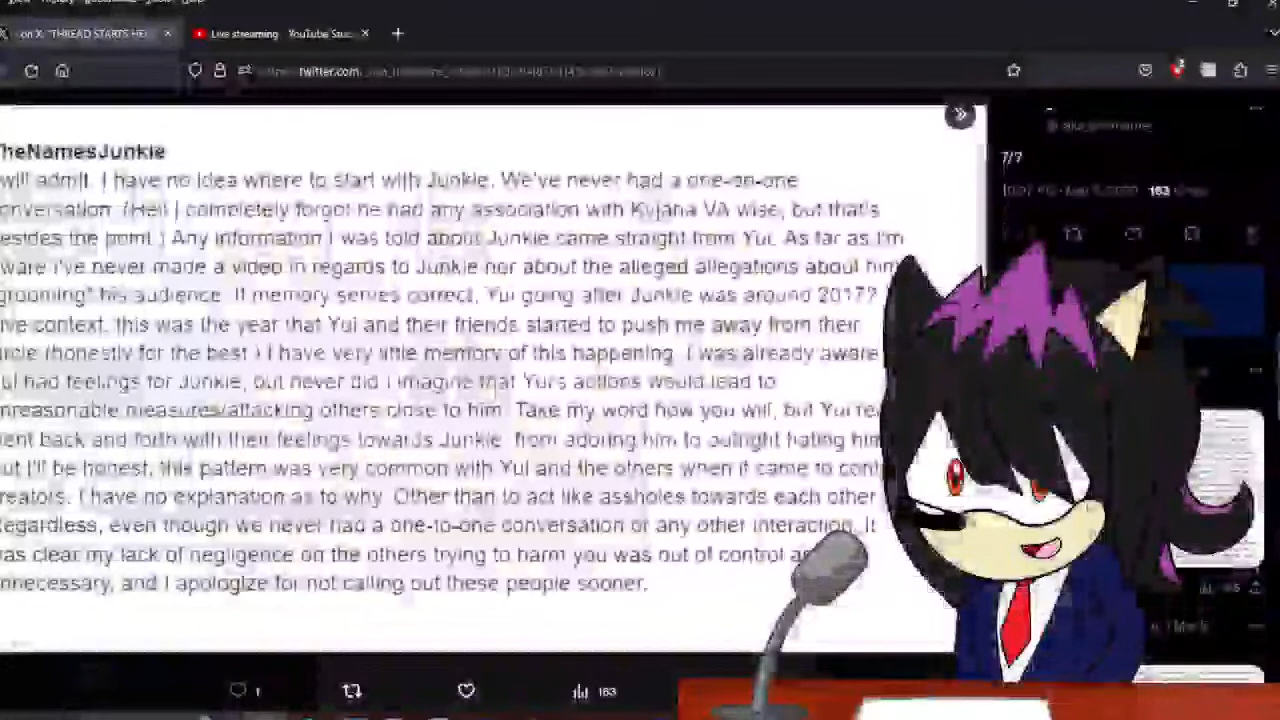 on X: "THREAD STARTS HE
Live streaming - YouTube Stu
twitter.com
heNamesJunkie
will admit, I have no idea where to start with Junkie. We've never had a one-on-one
onversation. (Hell I completely forgot he had any association with Kyjana VA wise, but that's
esides the point.) Any information I was told about Junkie came straight from Yui. As far as I'm
ware I've never made a video in regards to Junkie nor about the alleged allegations about him
grooming" his audience. If memory serves correct, Yui going after Junkie was around 2017?
ive context, this was the year that Yui and their friends started to push me away from their
ircle (honestly for the best.) I have very little memory of this happening. I was already aware
ui had feelings for Junkie, but never did I imagine that Yui's actions would lead to
nreasonable measures/attacking others close to him. Take my word how you will, but Yui
ent back and forth with their feelings towards Junkie, from adoring him to outright hating him
ut I'll be honest, this pattern was very common with Yui and the others when it came to
reators. I have no explanation as to why. Other than to act like assholes towards each other
egardless, even though we never had a one-to-one conversation or any other interaction, It
as clear my lack of negligence on the others trying to harm you was out of control
nnecessary, and I apologize for not calling out these people sooner.
7/7
163
1
163